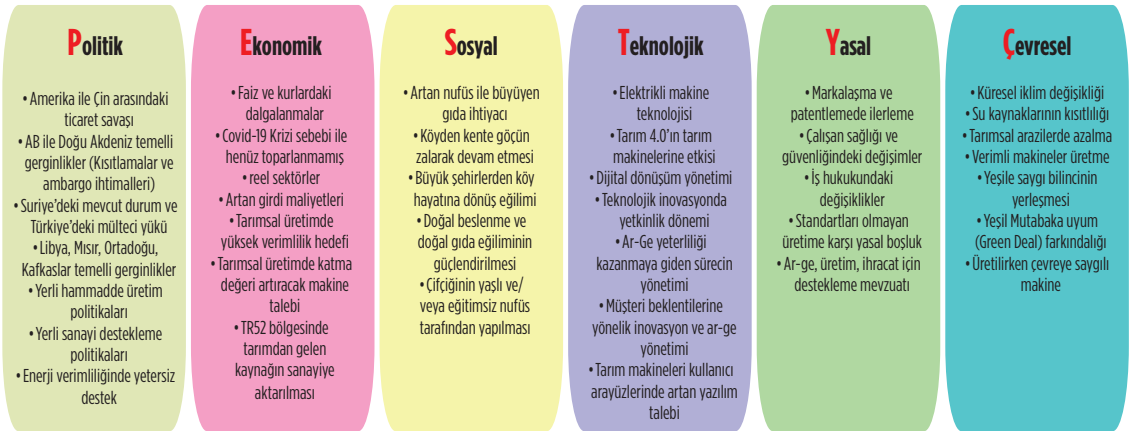 Politik
• Amerika ile Çin arasındaki
ticaret savaşı
• AB ile Doğu Akdeniz temelli
gerginlikler (Kısıtlamalar ve
ambargo ihtimalleri)
• Suriye'deki mevcut durum ve
Türkiye'deki mülteci yükü
• Libya, Mısır, Ortadoğu,
Kafkaslar temelli gerginlikler
• Yerli hammadde üretim
politikaları
• Yerli sanayi destekleme
politikaları
• Enerji verimliliğinde yetersiz
destek
Ekonomik
• Faiz ve kurlardaki
dalgalanmalar
• Covid-19 Krizi sebebi ile
henüz toparlanmamış
• reel sektörler
• Artan girdi maliyetleri
• Tarımsal üretimde
yüksek verimlilik hedefi
• Tarımsal üretimde katma
değeri artıracak makine
talebi
• TR52 bölgesinde
tarımdan gelen
kaynağın sanayiye
aktarılması
Sosyal
• Artan nufüs ile büyüyen
gıda ihtiyacı
• Köyden kente göçün
zalarak devam etmesi
• Büyük şehirlerden köy
hayatına dönüş eğilimi
• Doğal beslenme ve
doğal gıda eğiliminin
güçlendirilmesi
• Çifçiğinin yaşlı ve/
veya eğitimsiz nufüs
tarafından yapılması
Teknolojik
• Elektrikli makine
teknolojisi
• Tarım 4.0'ın tarım
makinelerine etkisi
• Dijital dönüşüm yönetimi
• Teknolojik inovasyonda
yetkinlik dönemi
• Ar-Ge yeterliliği
kazanmaya giden sürecin
yönetimi
• Müşteri beklentilerine
yönelik inovasyon ve ar-ge
yönetimi
• Tarım makineleri kullanıcı
arayüzlerinde artan yazılım
talebi
Yasal
• Markalaşma ve
patentlemede ilerleme
• Çalışan sağlığı ve
güvenliğindeki değişimler
• İş hukukundaki
değişiklikler
• Standartları olmayan
üretime karşı yasal boşluk
• Ar-ge, üretim, ihracat için
destekleme mevzuatı
Çevresel
• Küresel iklim değişikliği
• Su kaynaklarının kısıtlılığı
• Tarımsal arazilerde azalma
• Verimli makineler üretme
• Yeşile saygı bilincinin
yerleşmesi
• Yeşil Mutabaka uyum
(Green Deal) farkındalığı
• Üretilirken çevreye saygılı
makine